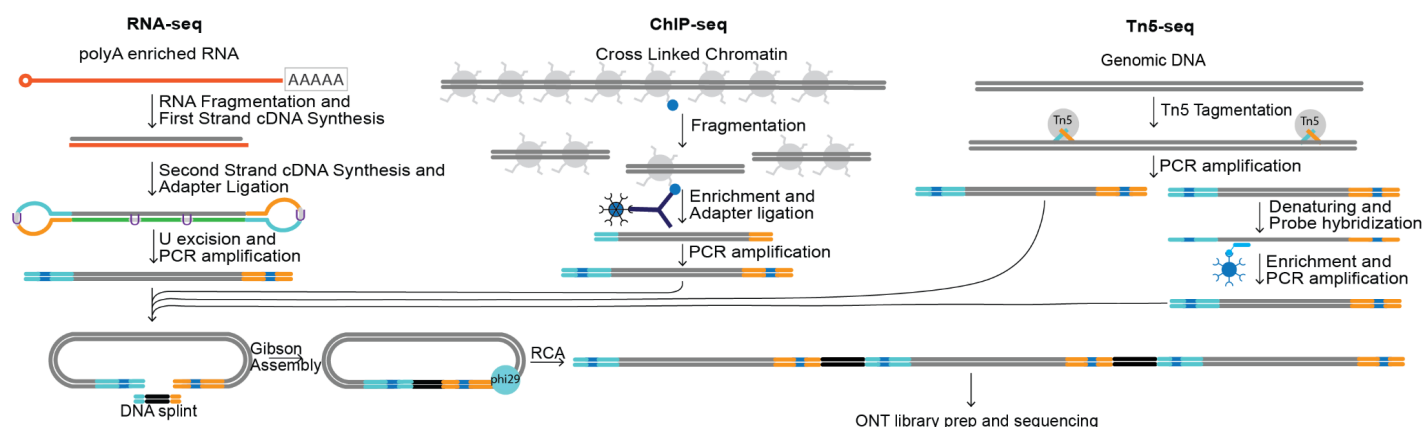 RNA-seq
polyA enriched RNA
AAAAA
RNA Fragmentation and
First Strand cDNA Synthesis
Second Strand cDNA Synthesis and
Adapter Ligation
U
U
U
U
U excision and
PCR amplification
ChIP-seq
Cross Linked Chromatin
Fragmentation
Enrichment and
Adapter ligation
PCR amplification
Tn5-seq
Genomic DNA
Tn5 Tagmentation
Tn5
Tn5
PCR amplification
Denaturing and
Probe hybridization
Enrichment and
PCR amplification
Gibson
Assembly
DNA splint
phi29
RCA
ONT library prep and sequencing